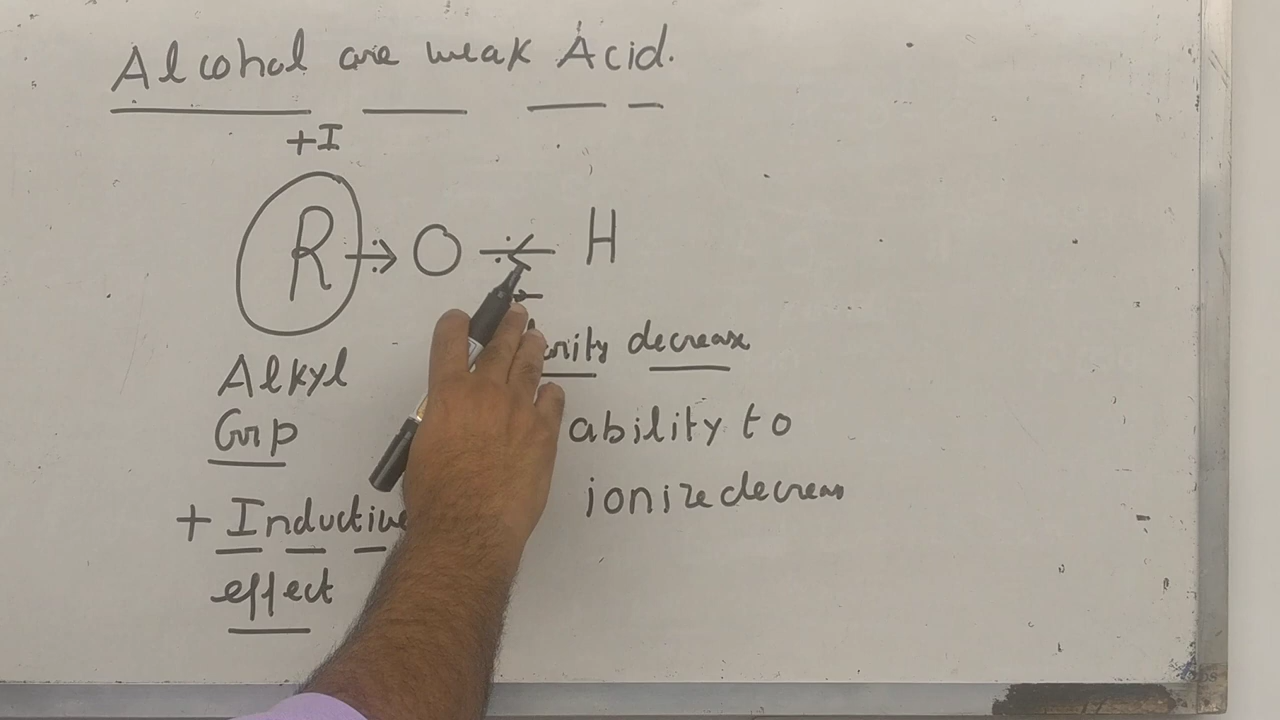 Alcohol are weak Acid.
+I
R → O H
decrease
Alkyl
Grp
ability to
ionize decreas
+ Inductive
effect